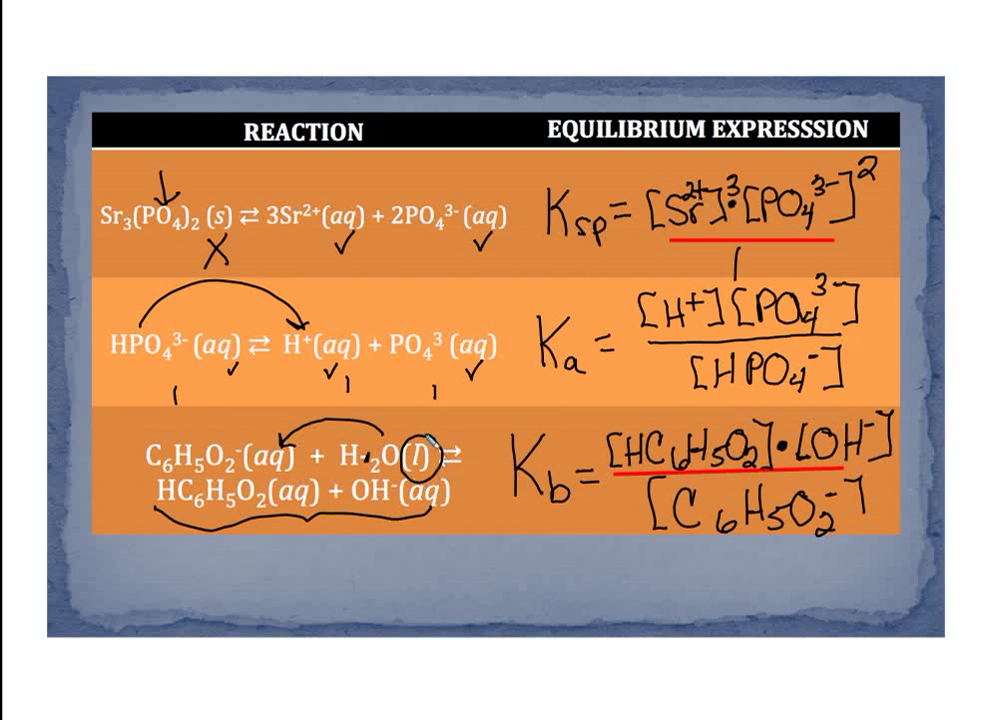 REACTION EQUILIBRIUM EXPRESSSION
Sr₃(PO₄)₂ (s) ⇄ 3Sr²⁺(aq) + 2PO₄³⁻ (aq)
Ksp = [Sr²⁺]³·[PO₄³⁻]²
HPO₄³⁻ (aq) ⇄ H⁺(aq) + PO₄³ (aq)
Ka = [H⁺][PO₄³⁻]
[HPO₄⁻]
C₆H₅O₂⁻(aq) + H·₂O(l) ⇄
HC₆H₅O₂(aq) + OH⁻(aq)
Kb = [HC₆H₅O₂]·[OH⁻]
[C₆H₅O₂⁻]